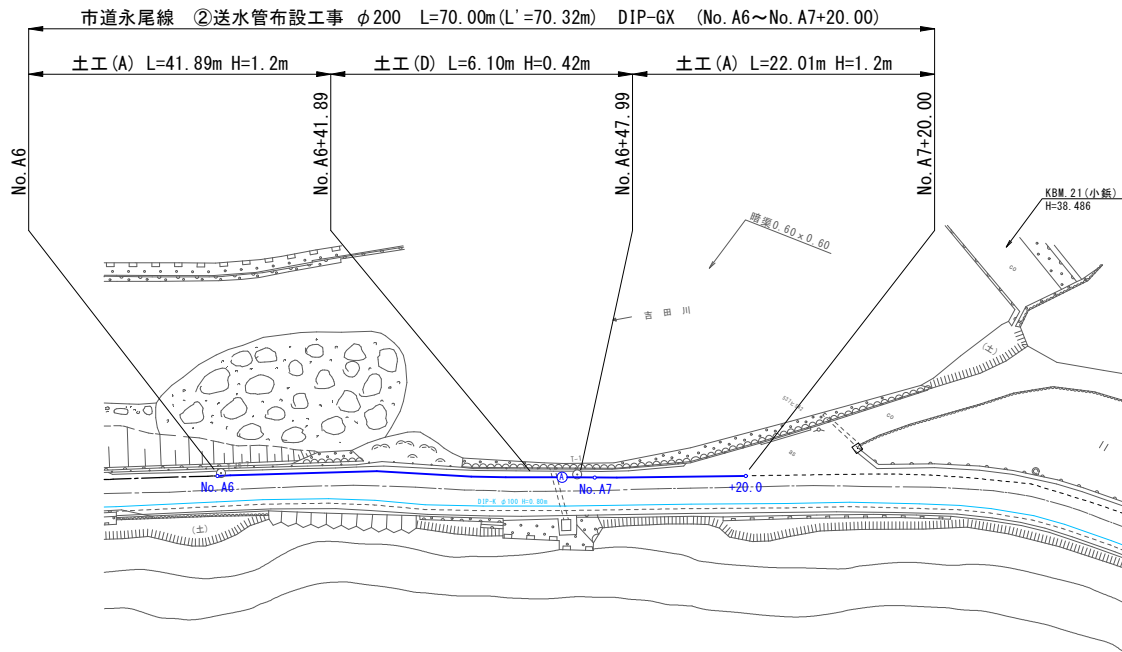 市道永尾線　②送水管布設工事 φ200 L=70.00m(L'=70.32m) DIP-GX (No.A6～No.A7+20.00)
土工(A) L=41.89m H=1.2m
土工(D) L=6.10m H=0.42m
土工(A) L=22.01m H=1.2m
No.A6
No.A6+41.89
No.A6+47.99
No.A7+20.00
KBM.21(小鋲)
H=38.486
暗渠0.60×0.60
吉田川
(土)
CO
CO
As
T-1
A
No.A6
No.A7
+20.0
DIP-K φ100 H=0.80m
(土)